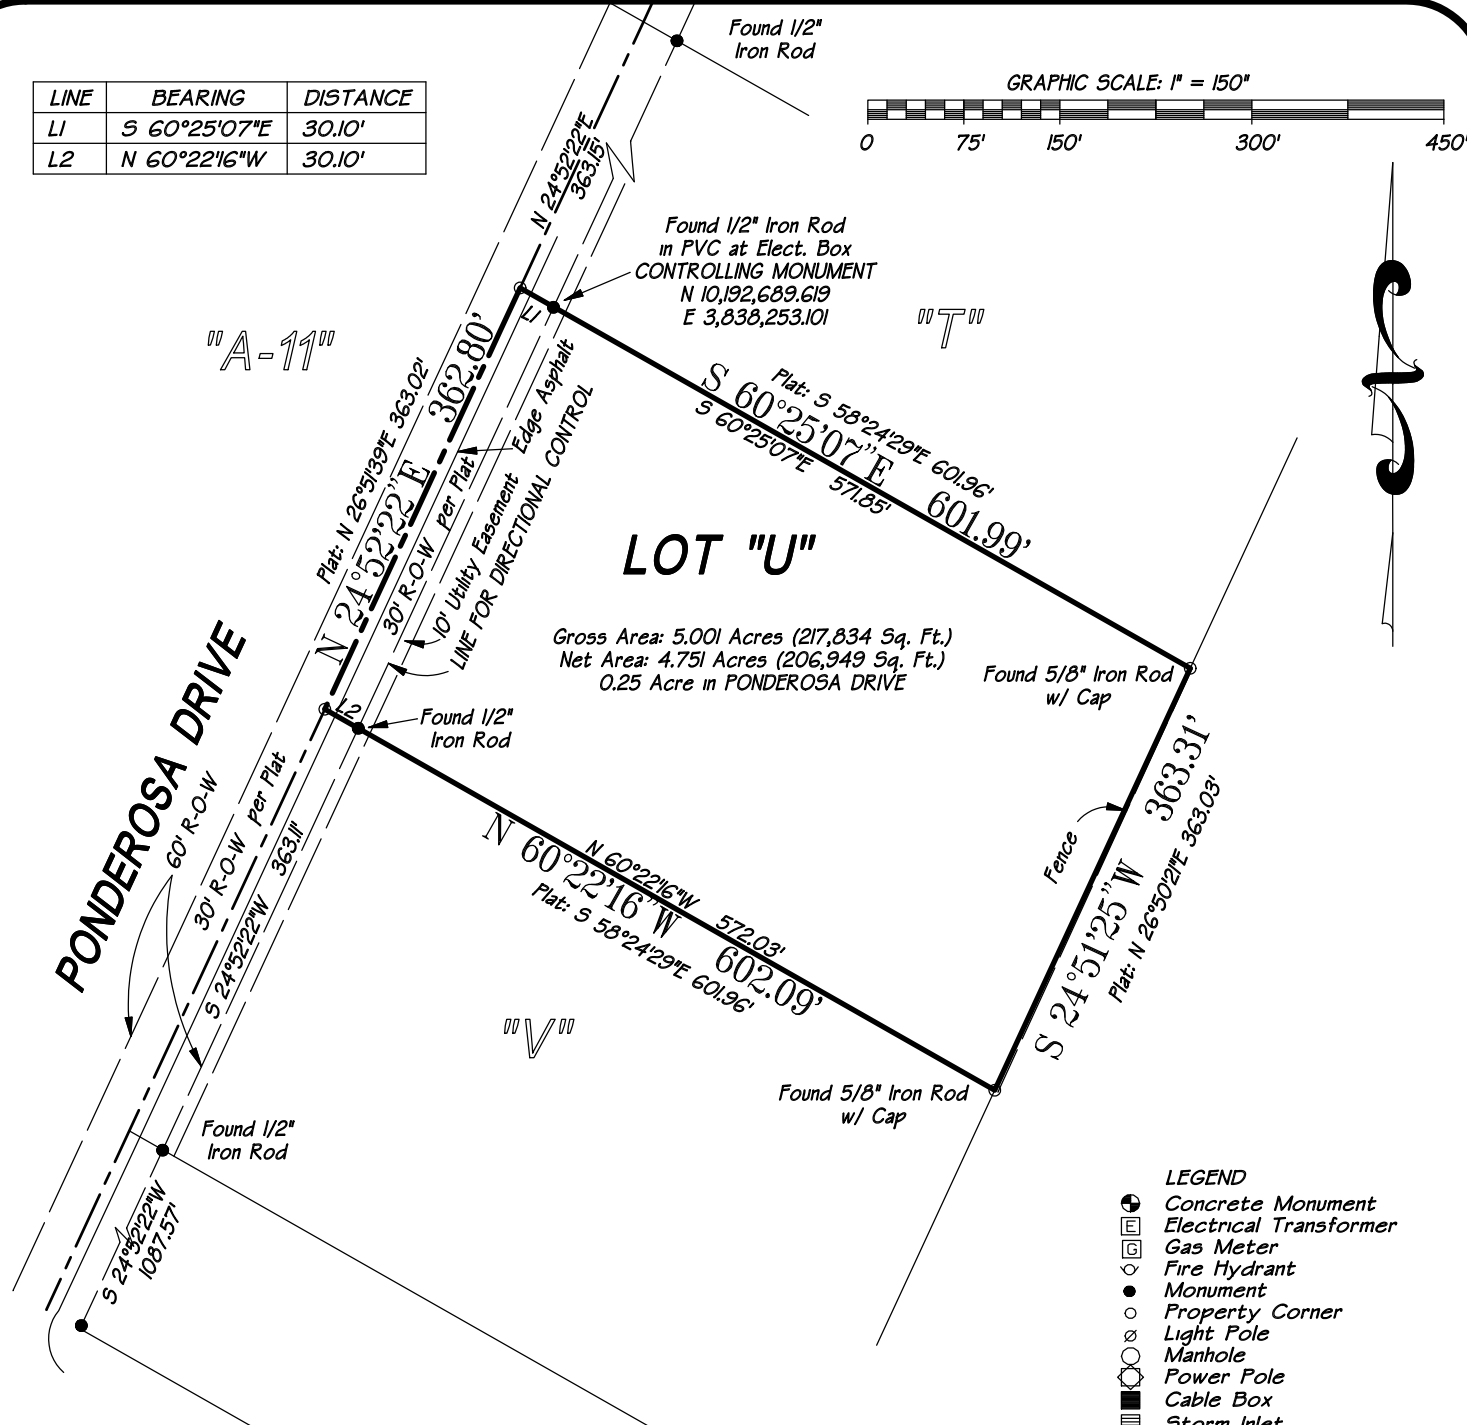 Found 1/2"
Iron Rod
LINE BEARING DISTANCE
L1 S 60°25'07"E 30.10'
L2 N 60°22'16"W 30.10'
GRAPHIC SCALE: 1" = 150"
0 75' 150' 300' 450'
N 24°52'22"E
363.15'
Found 1/2" Iron Rod
in PVC at Elect. Box
CONTROLLING MONUMENT
N 10,192,689.619
E 3,838,253.101
"A-11"
"T"
L1
Plat: N 26°51'39"E 363.02'
N 24°52'22"E 362.80'
30' R-O-W per Plat
Edge Asphalt
10' Utility Easement
LINE FOR DIRECTIONAL CONTROL
Plat: S 58°24'29"E 601.96'
S 60°25'07"E 601.99'
S 60°25'07"E 571.85'
LOT "U"
Gross Area: 5.001 Acres (217,834 Sq. Ft.)
Net Area: 4.751 Acres (206,949 Sq. Ft.)
0.25 Acre in PONDEROSA DRIVE
Found 5/8" Iron Rod
w/ Cap
L2
Found 1/2"
Iron Rod
PONDEROSA DRIVE
60' R-O-W
30' R-O-W per Plat
S 24°52'22"W 363.11'
N 60°22'16"W 572.03'
N 60°22'16"W 602.09'
Plat: S 58°24'29"E 601.96'
Fence
S 24°51'25"W 363.31'
Plat: N 26°50'21"E 363.03'
"V"
Found 5/8" Iron Rod
w/ Cap
Found 1/2"
Iron Rod
S 24°52'22"W
1087.57'
LEGEND
Concrete Monument
E Electrical Transformer
G Gas Meter
Fire Hydrant
Monument
Property Corner
Light Pole
Manhole
Power Pole
Cable Box
Storm Inlet